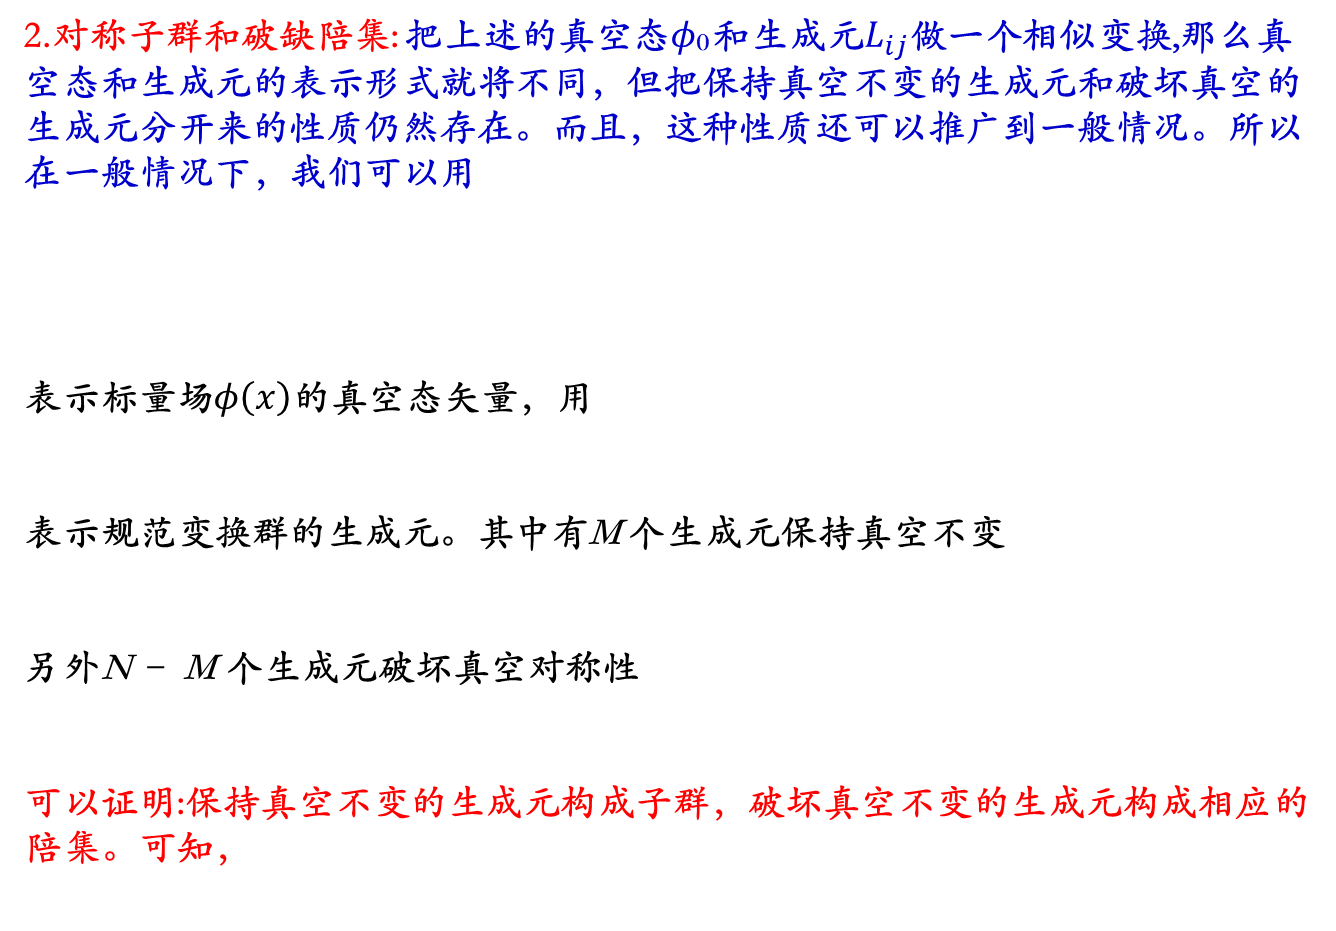 2.对称子群和破缺陪集:把上述的真空态ϕ₀和生成元Lᵢⱼ做一个相似变换,那么真
空态和生成元的表示形式就将不同，但把保持真空不变的生成元和破坏真空的
生成元分开来的性质仍然存在。而且，这种性质还可以推广到一般情况。所以
在一般情况下，我们可以用
表示标量场ϕ(x)的真空态矢量，用
表示规范变换群的生成元。其中有M个生成元保持真空不变
另外N − M个生成元破坏真空对称性
可以证明:保持真空不变的生成元构成子群，破坏真空不变的生成元构成相应的
陪集。可知，